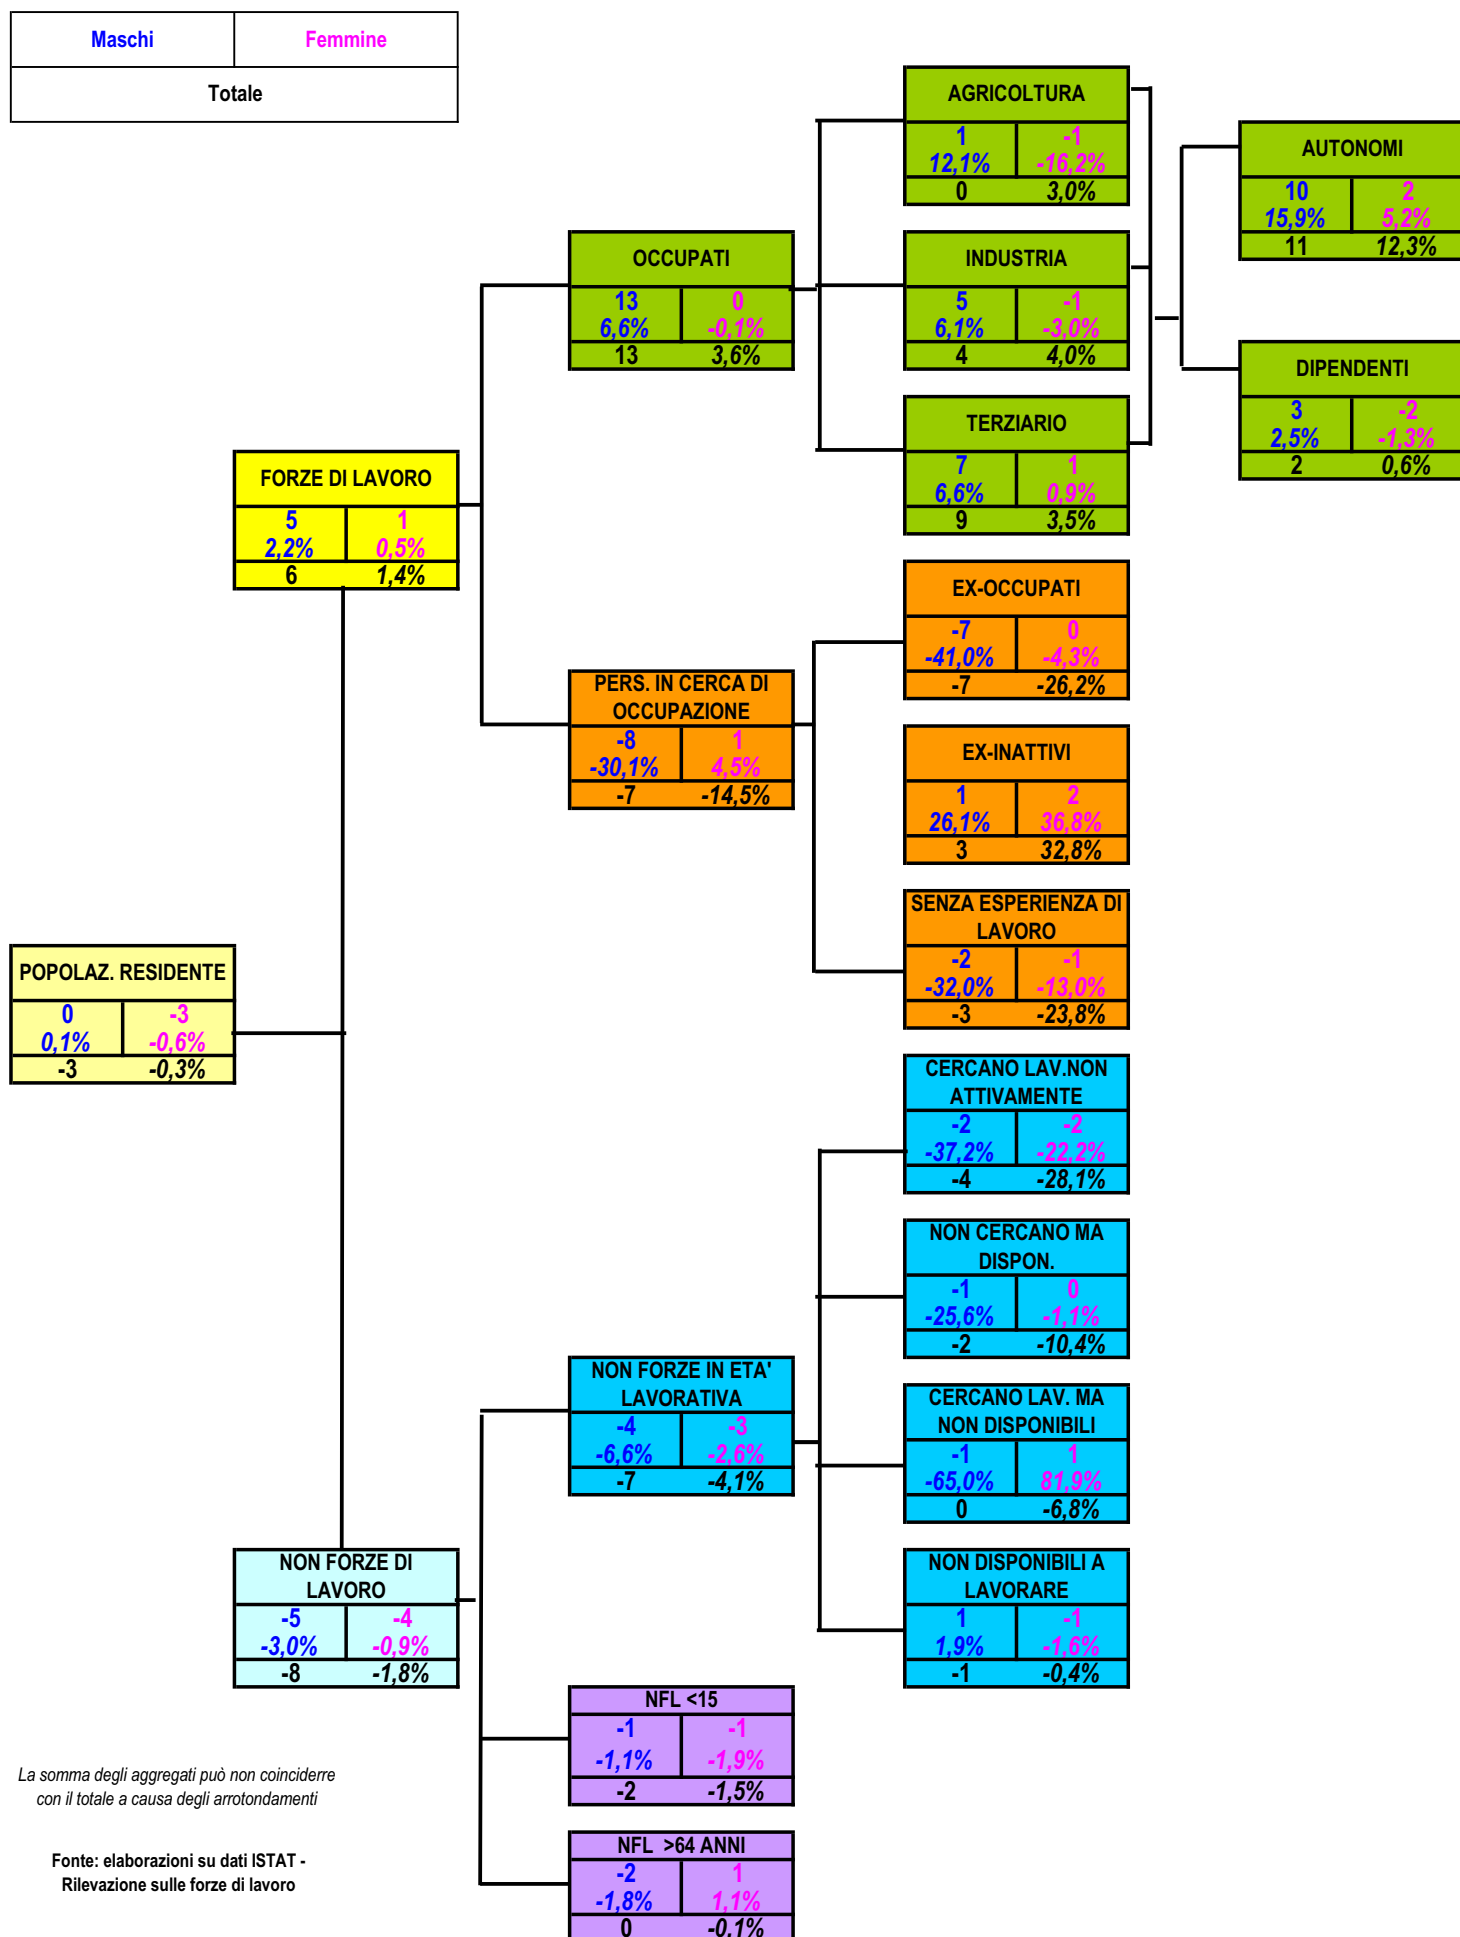 Maschi Femmine
Totale
AGRICOLTURA
1 -1
12,1% -16,2%
0 3,0%
AUTONOMI
10 2
15,9% 5,2%
11 12,3%
OCCUPATI
13 0
6,6% -0,1%
13 3,6%
INDUSTRIA
5 -1
6,1% -3,0%
4 4,0%
DIPENDENTI
3 -2
2,5% -1,3%
2 0,6%
TERZIARIO
7 1
6,6% 0,9%
9 3,5%
FORZE DI LAVORO
5 1
2,2% 0,5%
6 1,4%
EX-OCCUPATI
-7 0
-41,0% -4,3%
-7 -26,2%
PERS. IN CERCA DI
OCCUPAZIONE
-8 1
-30,1% 4,5%
-7 -14,5%
EX-INATTIVI
1 2
26,1% 36,8%
3 32,8%
SENZA ESPERIENZA DI
LAVORO
-2 -1
-32,0% -13,0%
-3 -23,8%
POPOLAZ. RESIDENTE
0 -3
0,1% -0,6%
-3 -0,3%
CERCANO LAV.NON
ATTIVAMENTE
-2 -2
-37,2% -22,2%
-4 -28,1%
NON CERCANO MA
DISPON.
-1 0
-25,6% -1,1%
-2 -10,4%
NON FORZE IN ETA'
LAVORATIVA
-4 -3
-6,6% -2,6%
-7 -4,1%
CERCANO LAV. MA
NON DISPONIBILI
-1 1
-65,0% 81,9%
0 -6,8%
NON FORZE DI
LAVORO
-5 -4
-3,0% -0,9%
-8 -1,8%
NON DISPONIBILI A
LAVORARE
1 -1
1,9% -1,6%
-1 -0,4%
NFL <15
-1 -1
-1,1% -1,9%
-2 -1,5%
La somma degli aggregati può non coinciderre
con il totale a causa degli arrotondamenti
NFL >64 ANNI
-2 1
-1,8% 1,1%
0 -0,1%
Fonte: elaborazioni su dati ISTAT -
Rilevazione sulle forze di lavoro